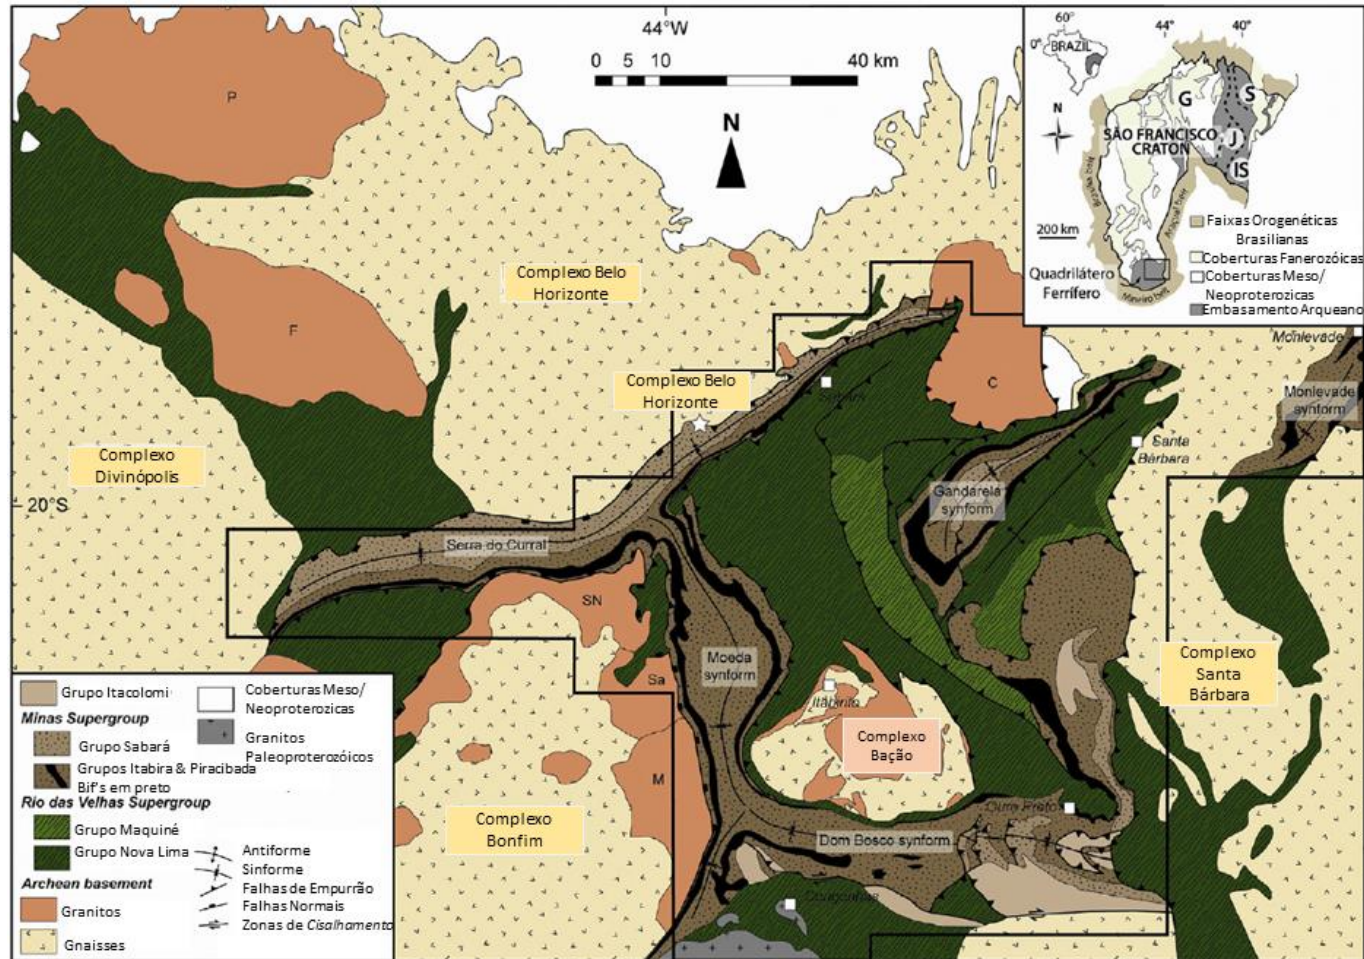 44°W
0 5 10 40 km
N
P
F
C
20°S
Complexo Belo
Horizonte
Complexo Belo
Horizonte
Complexo
Divinópolis
Serra do Curral
SN
Sa
M
Moeda
synform
Gandarela
synform
Santa
Bárbara
Monlevade
Monlevade
synform
Complexo
Santa
Bárbara
Complexo
Bação
Complexo
Bonfim
Ouro Preto
Dom Bosco synform
60°
44°
40°
0°
BRAZIL
N
G
S
SÃO FRANCISCO
CRATON
J
IS
200 km
Quadrilátero
Ferrífero
Faixas Orogenéticas
Brasilianas
Coberturas Fanerozóicas
Coberturas Meso/
Neoproterozicas
Embasamento Arqueano
Grupo Itacolomi
Minas Supergroup
Grupo Sabará
Grupos Itabira & Piracibada
Bif's em preto
Rio das Velhas Supergroup
Grupo Maquiné
Grupo Nova Lima
Archean basement
Granitos
Gnaisses
Coberturas Meso/
Neoproterozicas
Granitos
Paleoproterozóicos
Antiforme
Sinforme
Falhas de Empurrão
Falhas Normais
Zonas de Cisalhamento